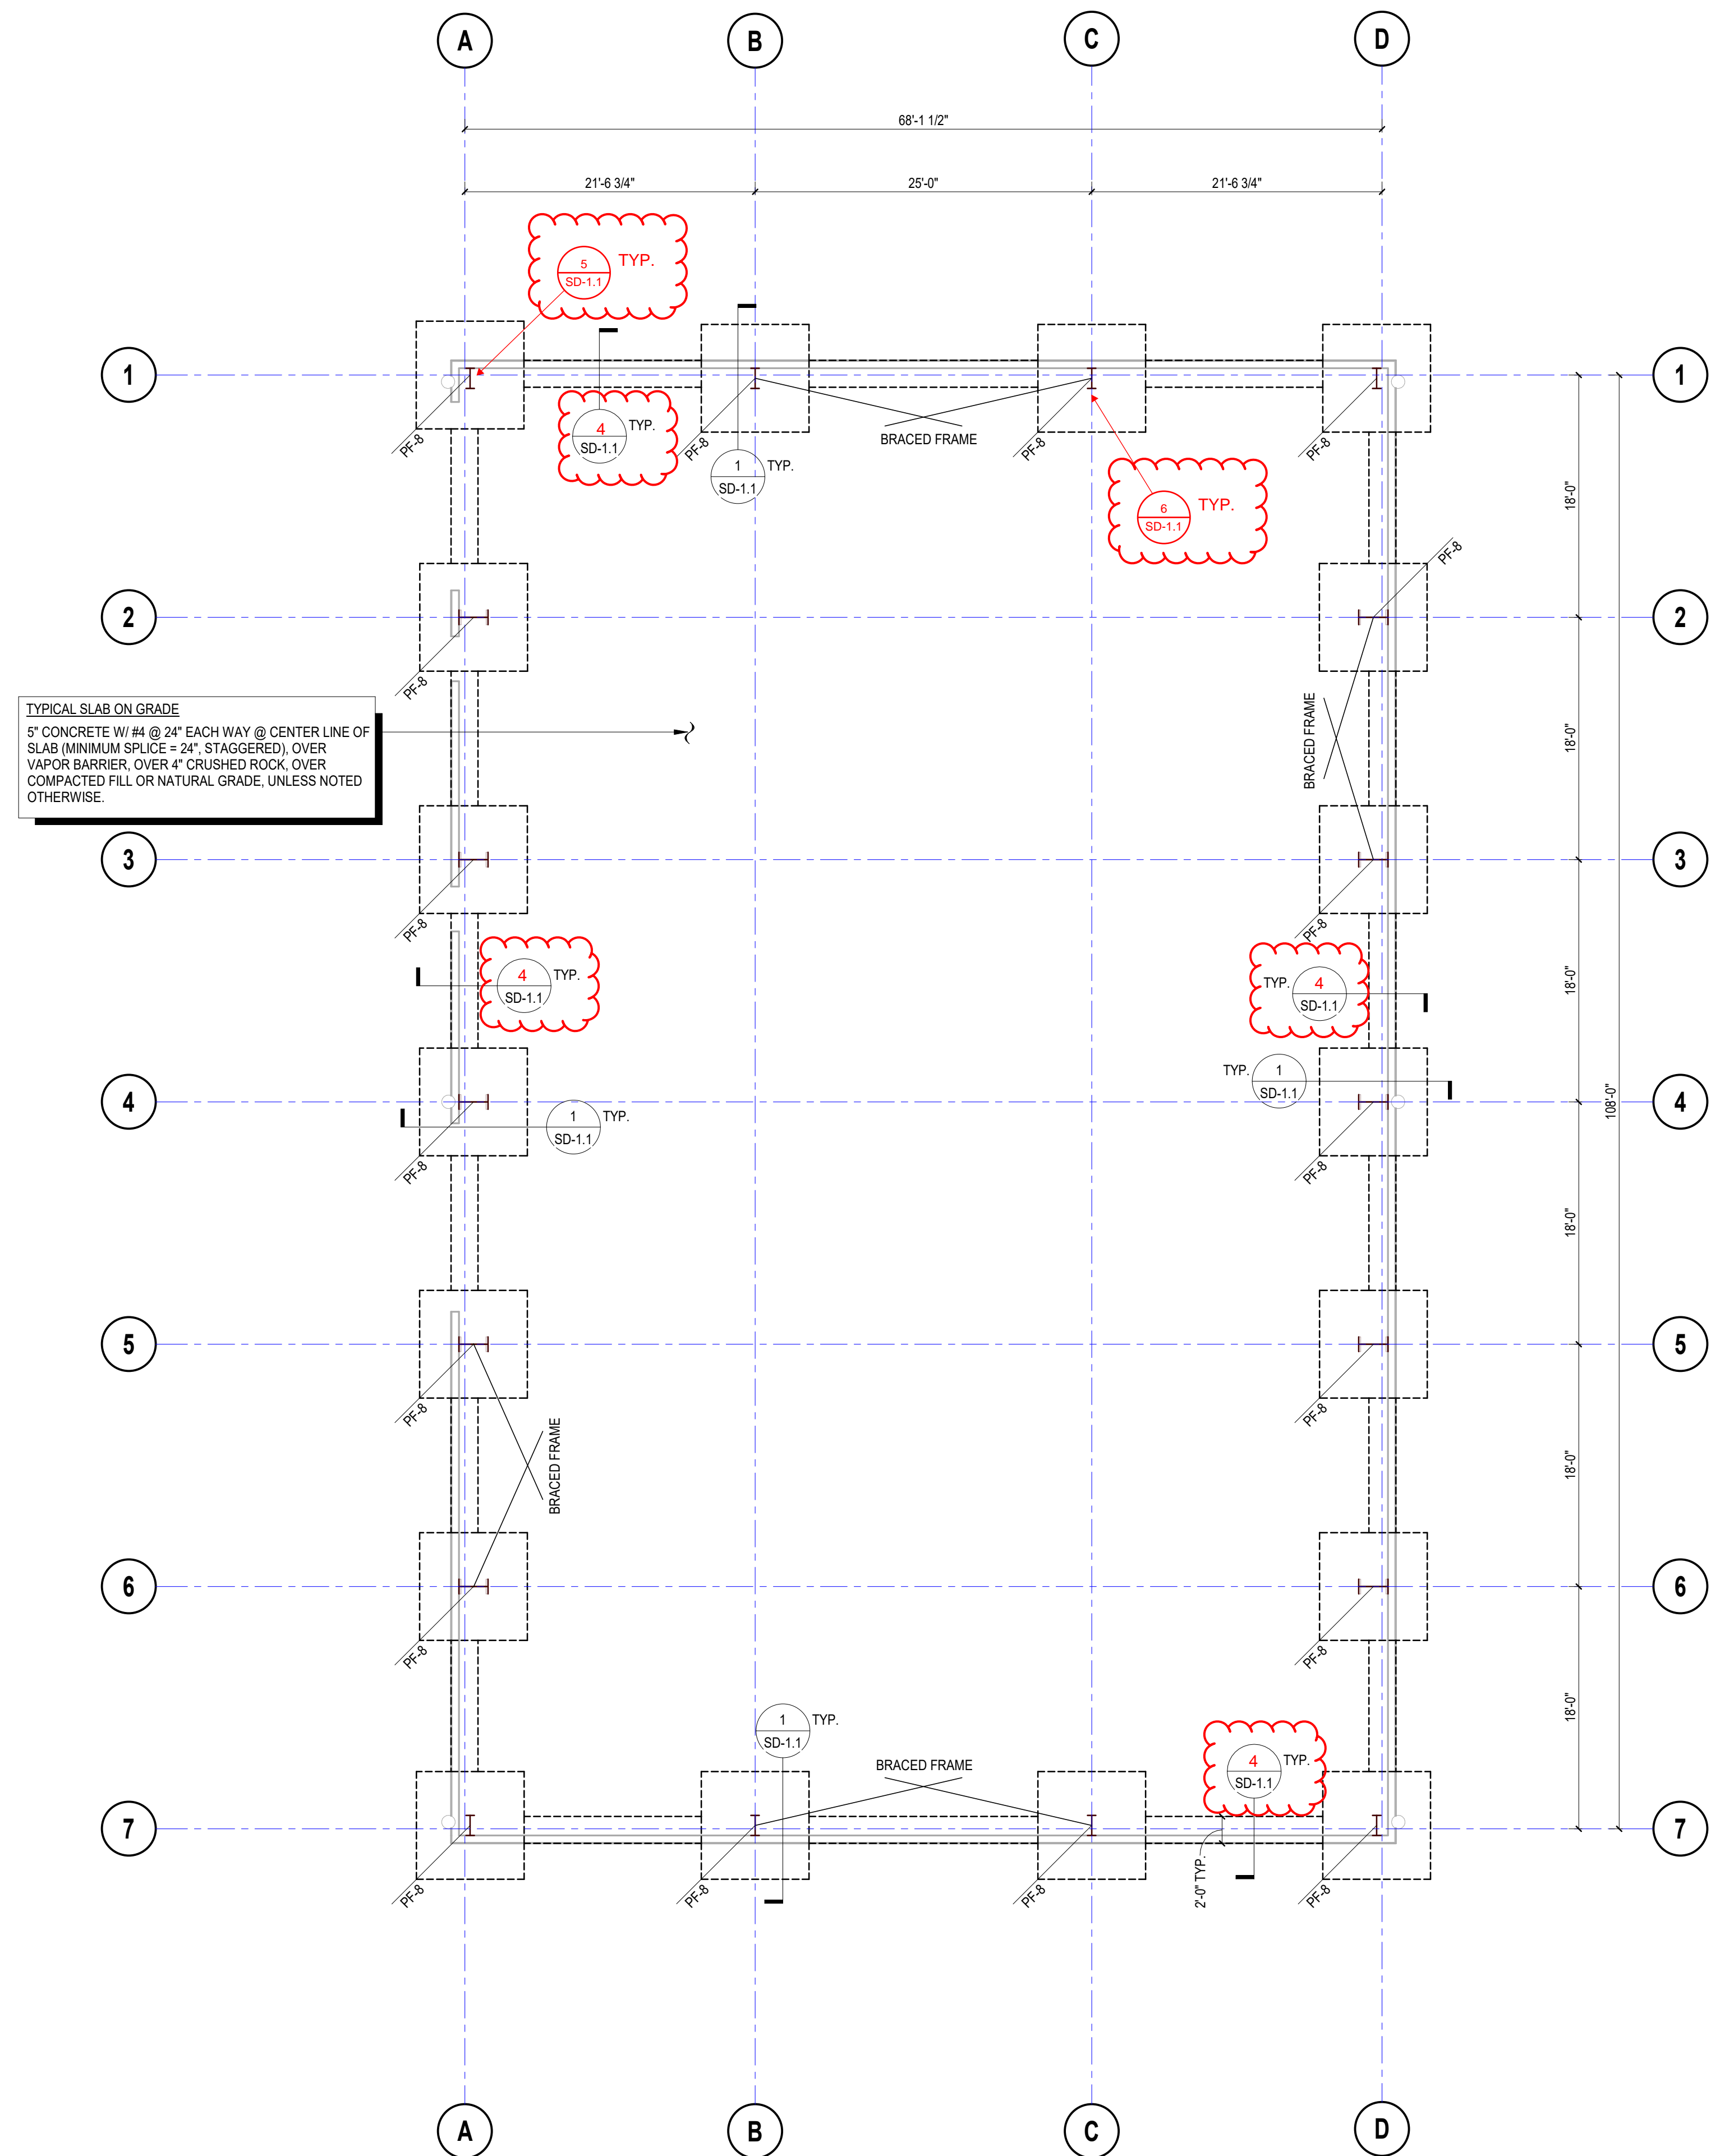 A
B
C
D
68'-1 1/2"
21'-6 3/4"
25'-0"
21'-6 3/4"
5
SD-1.1
TYP.
1
1
PF-8
4
SD-1.1
TYP.
PF-8
1
SD-1.1
TYP.
BRACED FRAME
PF-8
6
SD-1.1
TYP.
PF-8
18'-0"
2
2
PF-8
PF-8
TYPICAL SLAB ON GRADE
5" CONCRETE W/ #4 @ 24" EACH WAY @ CENTER LINE OF
SLAB (MINIMUM SPLICE = 24", STAGGERED), OVER
VAPOR BARRIER, OVER 4" CRUSHED ROCK, OVER
COMPACTED FILL OR NATURAL GRADE, UNLESS NOTED
OTHERWISE.
BRACED FRAME
18'-0"
3
3
PF-8
PF-8
4
SD-1.1
TYP.
TYP.
4
SD-1.1
18'-0"
4
4
TYP.
1
SD-1.1
108'-0"
1
SD-1.1
TYP.
PF-8
PF-8
18'-0"
5
5
PF-8
PF-8
BRACED FRAME
18'-0"
6
6
PF-8
PF-8
1
SD-1.1
TYP.
BRACED FRAME
4
SD-1.1
TYP.
18'-0"
7
7
PF-8
PF-8
PF-8
2'-0" TYP.
PF-8
A
B
C
D